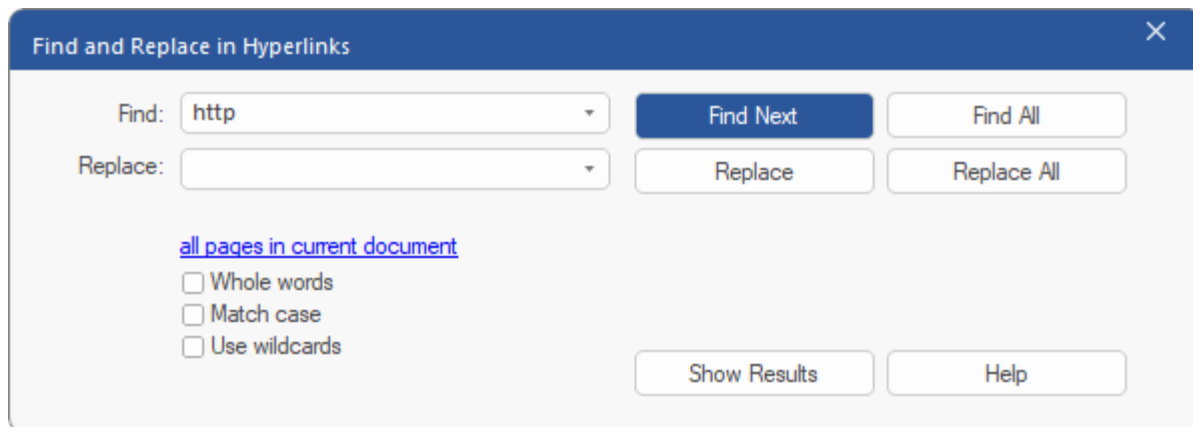 Find and Replace in Hyperlinks
Find: http Find Next Find All
Replace: Replace Replace All
all pages in current document
Whole words
Match case
Use wildcards
Show Results Help